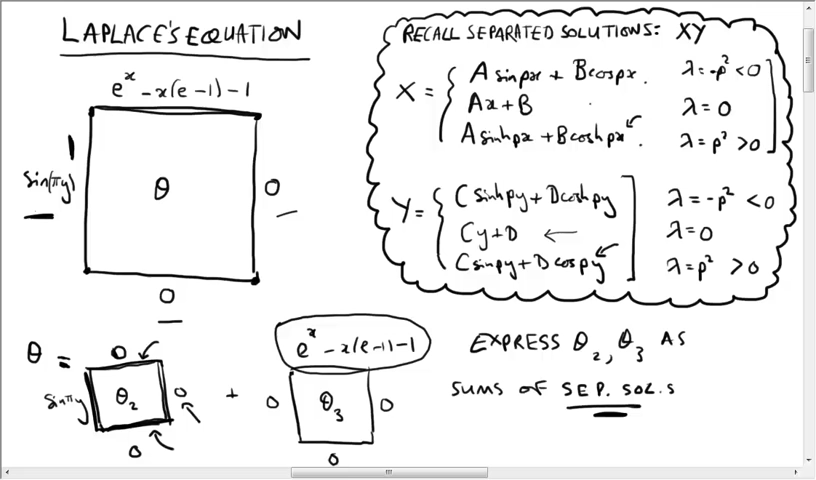 LAPLACE'S EQUATION
e^x - x(e-1) - 1
1
sin(πy)
θ
0
0
RECALL SEPARATED SOLUTIONS: XY
X = { A sin px + B cos px. λ = -p² < 0
Ax + B λ = 0
A sinh px + B cosh px. λ = p² > 0
Y = { C sinh py + D cosh py λ = -p² < 0
Cy + D ← λ = 0
C sin py + D cos py λ = p² > 0
θ =
0
sin πy
θ₂
0
0
+
e^x - x(e-1) - 1
0
θ₃
0
0
EXPRESS θ₂, θ₃ AS
SUMS OF SEP. SOL.S